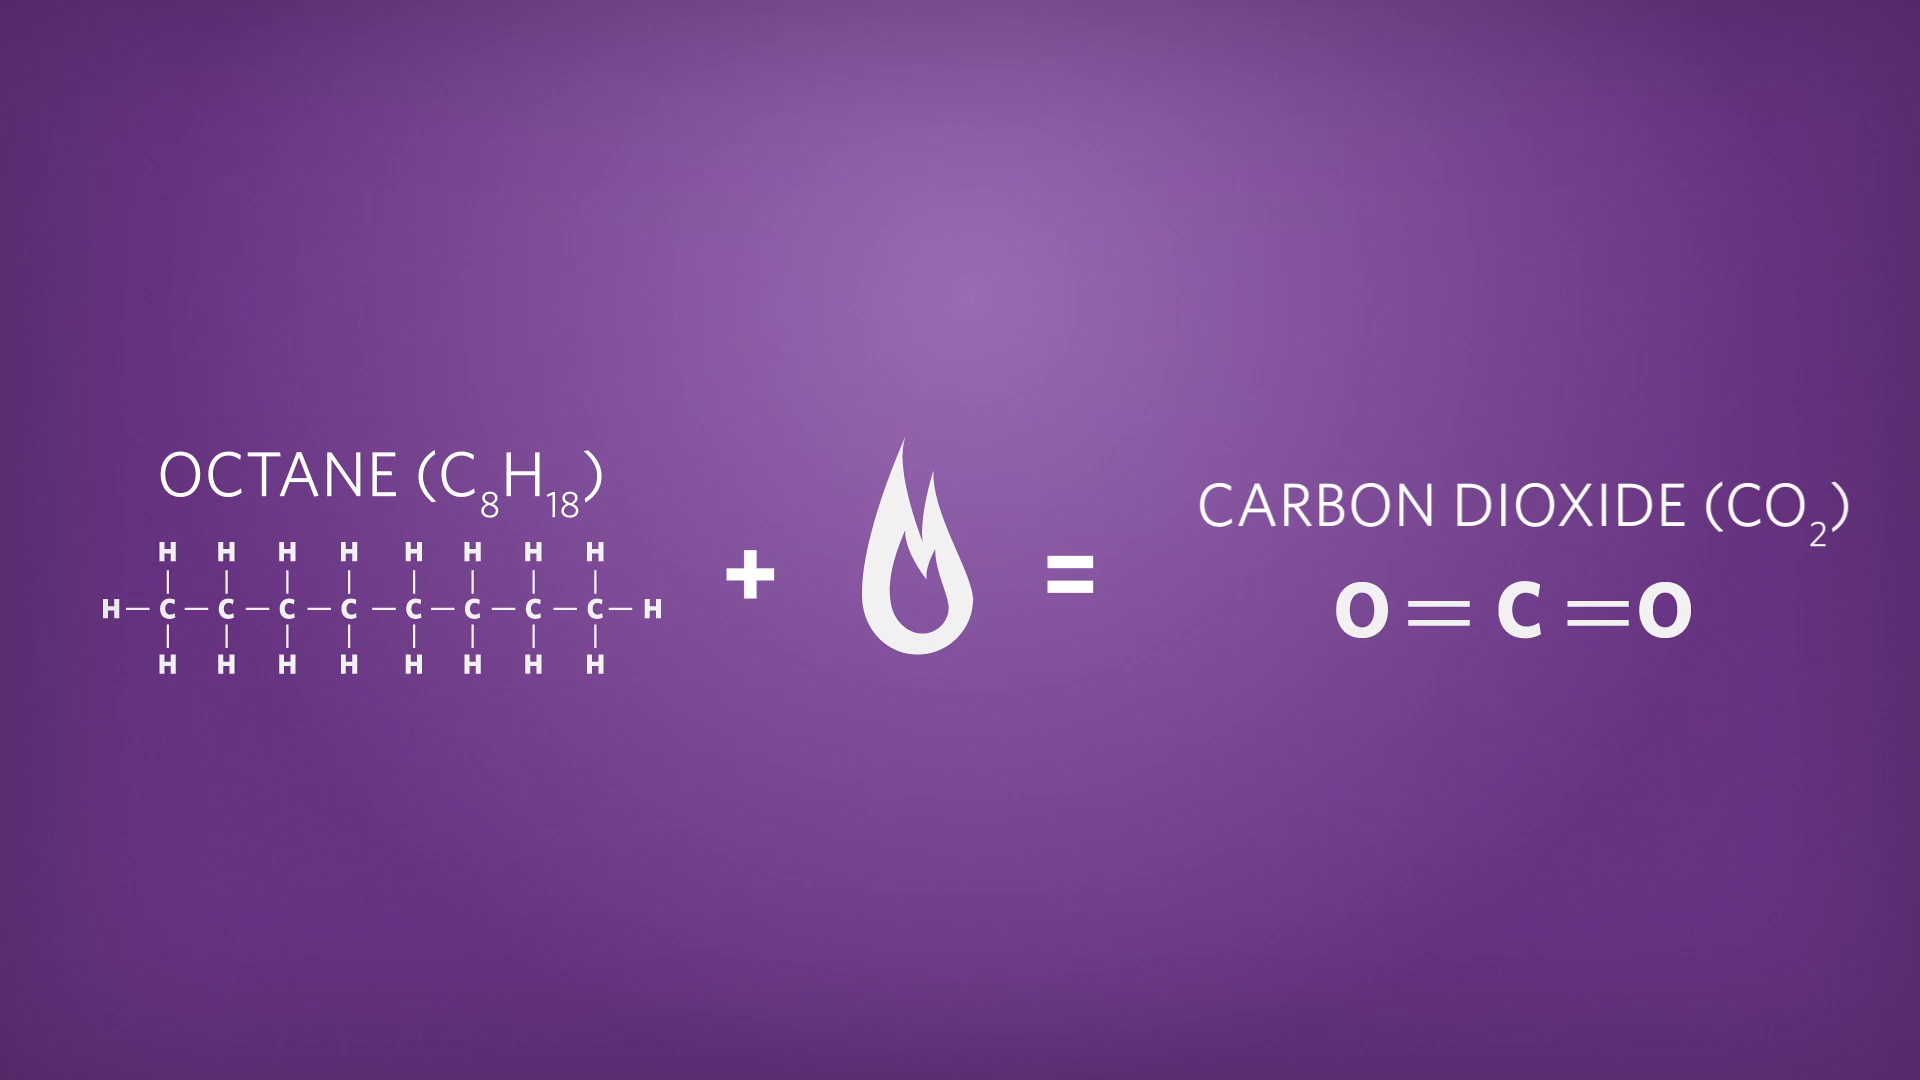 OCTANE (C₈H₁₈)
H H H H H H H H
H—C—C—C—C—C—C—C—C—H
H H H H H H H H
+
=
CARBON DIOXIDE (CO₂)
O=C=O